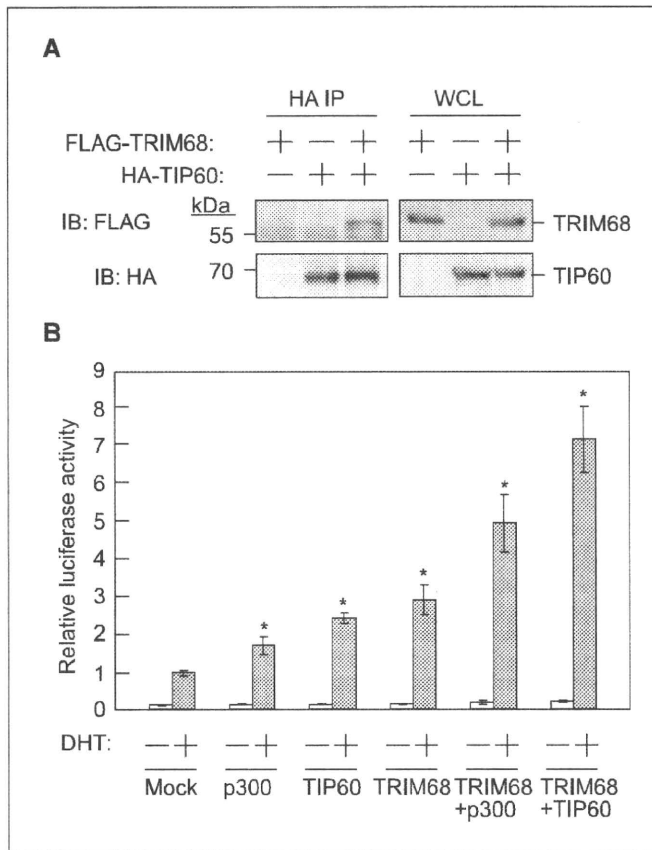 A
HA IP WCL
FLAG-TRIM68: + — + + — +
HA-TIP60: — + + — + +
IB: FLAG kDa 55 TRIM68
IB: HA 70 TIP60
B
Relative luciferase activity
9
8
7
6
5
4
3
2
1
0
* * * * *
DHT: — + — + — + — + — + — +
Mock p300 TIP60 TRIM68 TRIM68 TRIM68
+p300 +TIP60